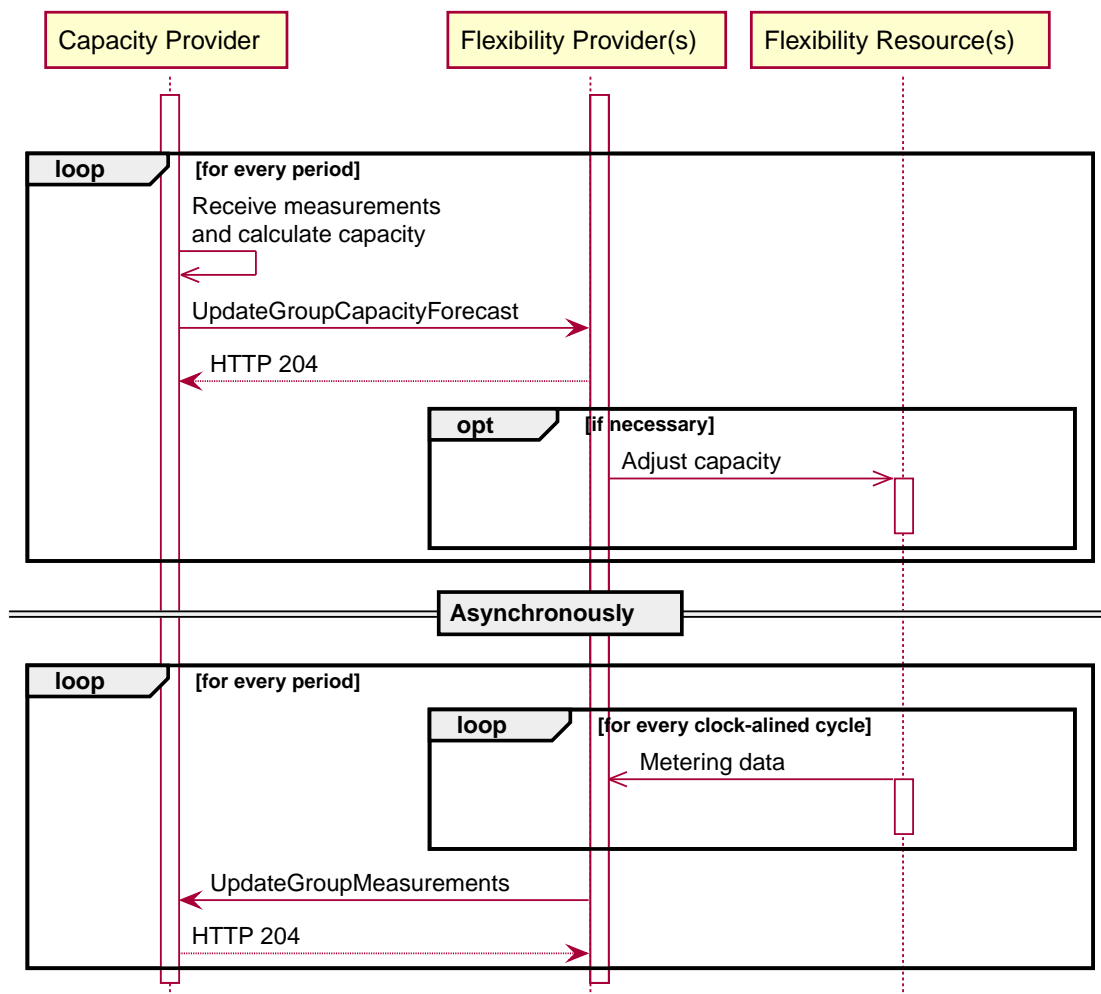 Capacity Provider
Flexibility Provider(s)
Flexibility Resource(s)
loop
[for every period]
Receive measurements
and calculate capacity
UpdateGroupCapacityForecast
HTTP 204
opt
[if necessary]
Adjust capacity
Asynchronously
loop
[for every period]
loop
[for every clock-alined cycle]
Metering data
UpdateGroupMeasurements
HTTP 204